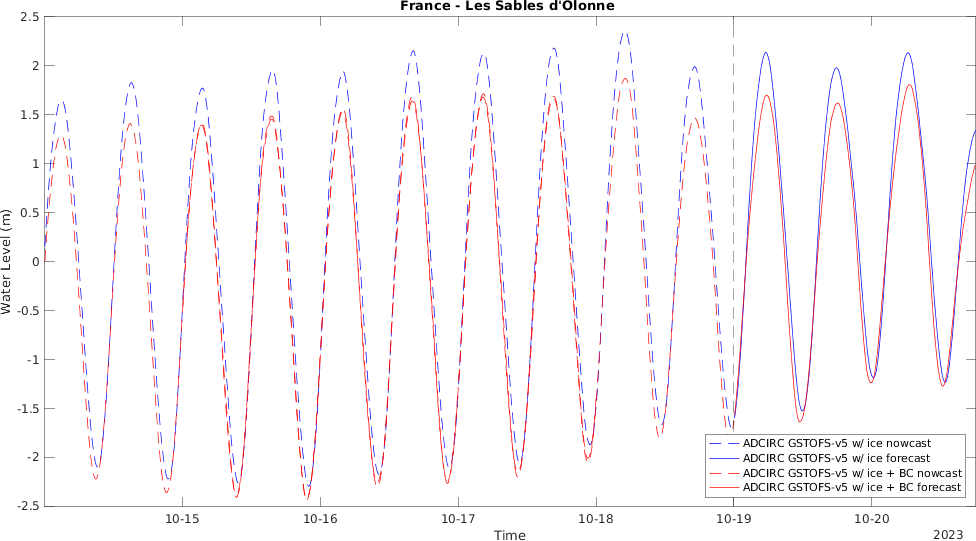 France - Les Sables d'Olonne
2.5
2
1.5
1
0.5
0
-0.5
-1
-1.5
-2
-2.5
Water Level (m)
10-15
10-16
10-17
10-18
10-19
10-20
Time
2023
ADCIRC GSTOFS-v5 w/ ice nowcast
ADCIRC GSTOFS-v5 w/ ice forecast
ADCIRC GSTOFS-v5 w/ ice + BC nowcast
ADCIRC GSTOFS-v5 w/ ice + BC forecast